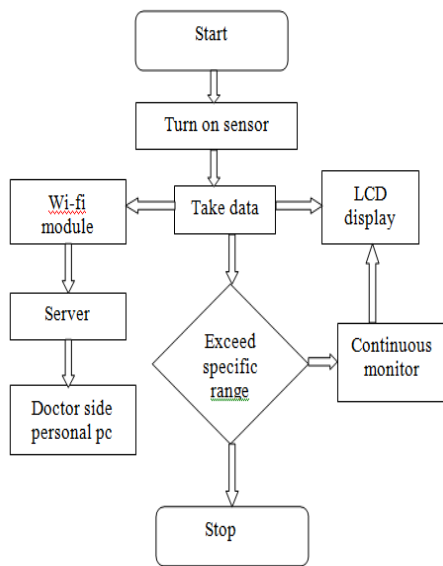 Start
Turn on sensor
Wi-fi
module
Take data
LCD
display
Server
Exceed
specific
range
Continuous
monitor
Doctor side
personal pc
Stop